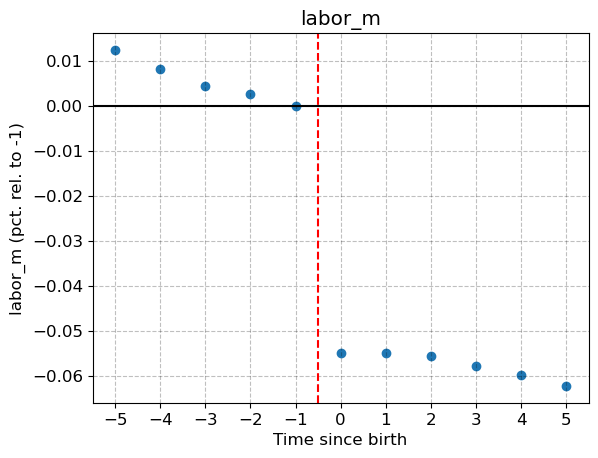 labor_m
labor_m (pct. rel. to -1)
0.01
0.00
−0.01
−0.02
−0.03
−0.04
−0.05
−0.06
−5 −4 −3 −2 −1 0 1 2 3 4 5
Time since birth